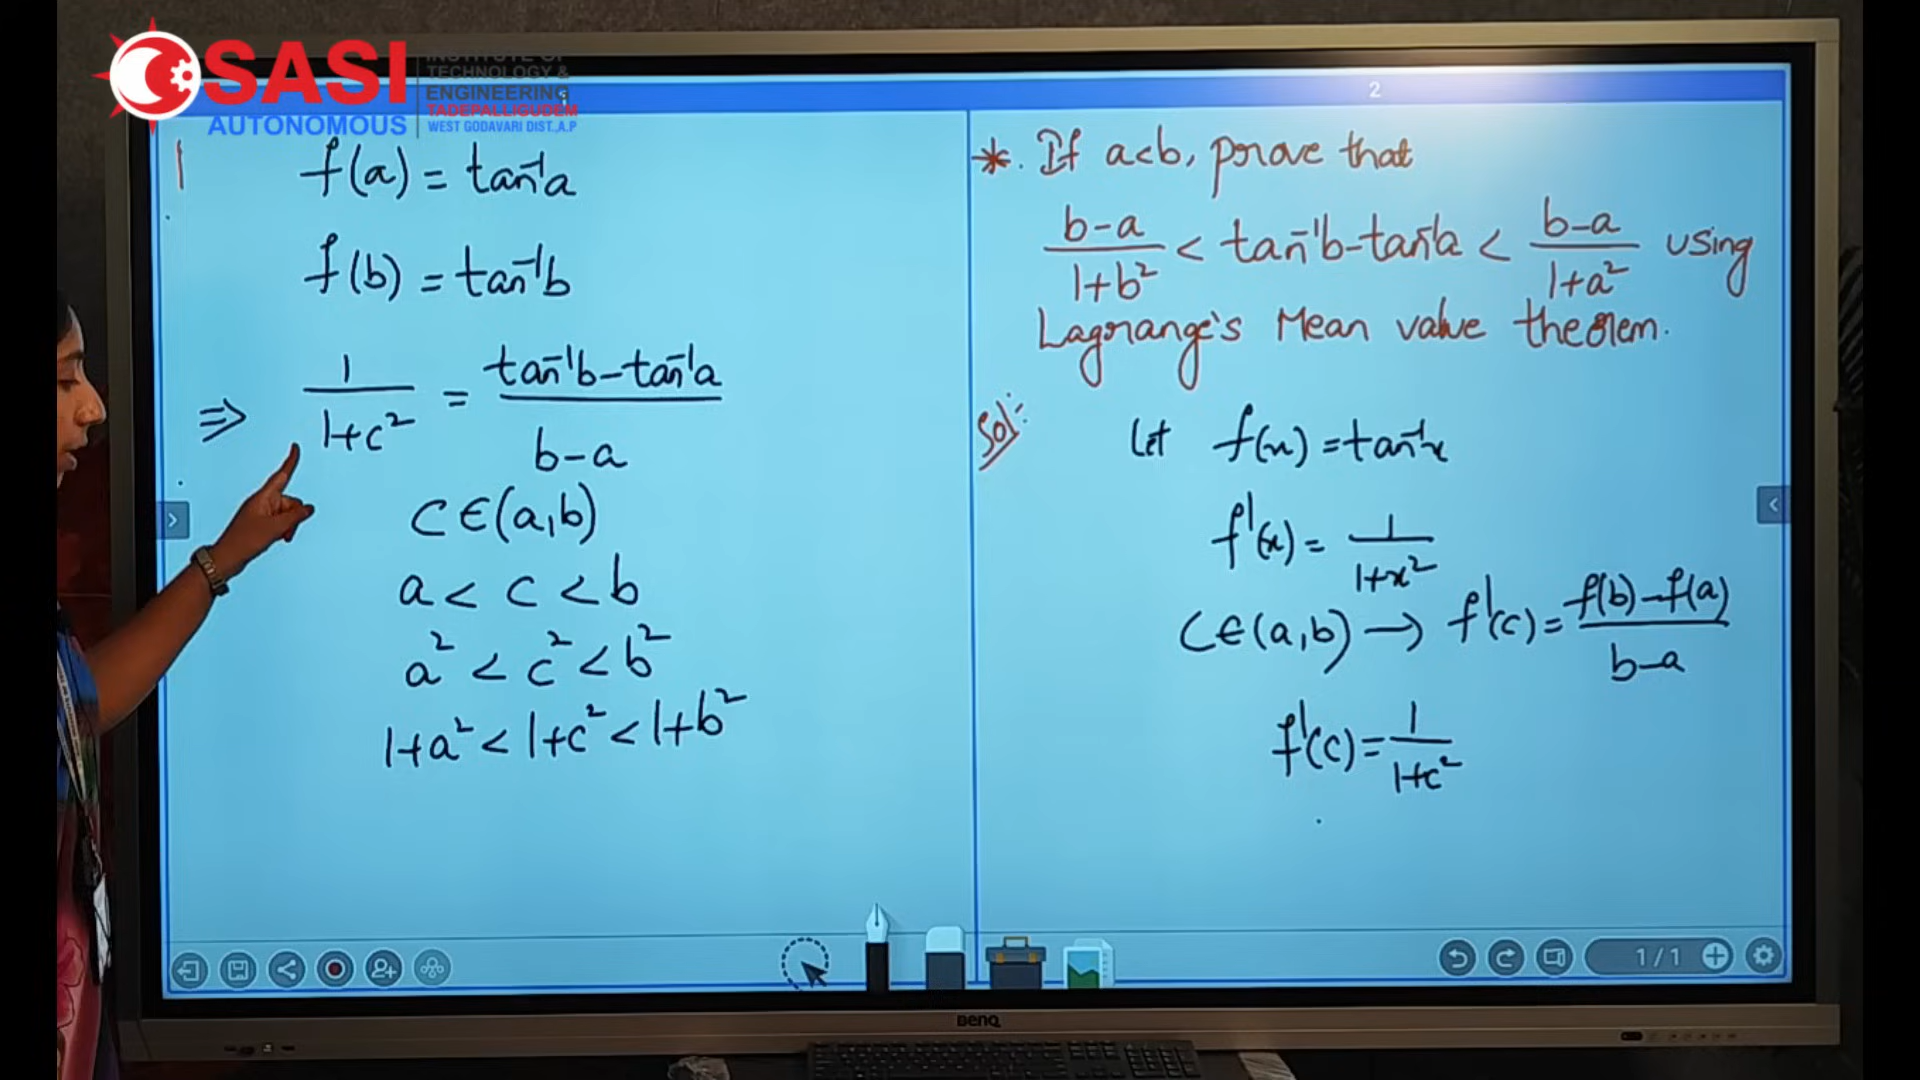 SASI
AUTONOMOUS
INSTITUTE OF
TECHNOLOGY &
ENGINEERING
TADEPALLIGUDEM
WEST GODAVARI DIST.,A.P
f(a) = tan⁻¹a
f(b) = tan⁻¹b
⇒ 1/(1+c²) = (tan⁻¹b-tan⁻¹a)/(b-a)
c∈(a,b)
a < c < b
a² < c² < b²
1+a² < 1+c² < 1+b²
2
*. If a<b, prove that
(b-a)/(1+b²) < tan⁻¹b-tan⁻¹a < (b-a)/(1+a²) using
Lagrange's Mean value theorem.
Sol:
Let f(x) = tan⁻¹x
f'(x) = 1/(1+x²)
c∈(a,b) → f'(c) = (f(b)-f(a))/(b-a)
f'(c) = 1/(1+c²)
1/1
BenQ